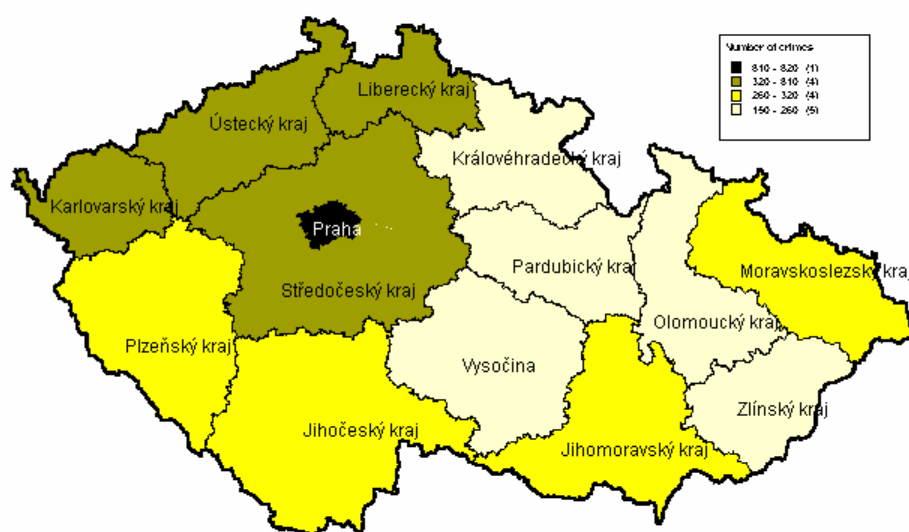 Number of crimes
810 - 820 (1)
320 - 810 (4)
260 - 320 (4)
150 - 260 (5)
Liberecký kraj
Ústecký kraj
Královéhradecký kraj
Karlovarský kraj
Praha
Pardubický kraj
Moravskoslezský kraj
Středočeský kraj
Olomoucký kraj
Plzeňský kraj
Vysočina
Zlínský kraj
Jihočeský kraj
Jihomoravský kraj